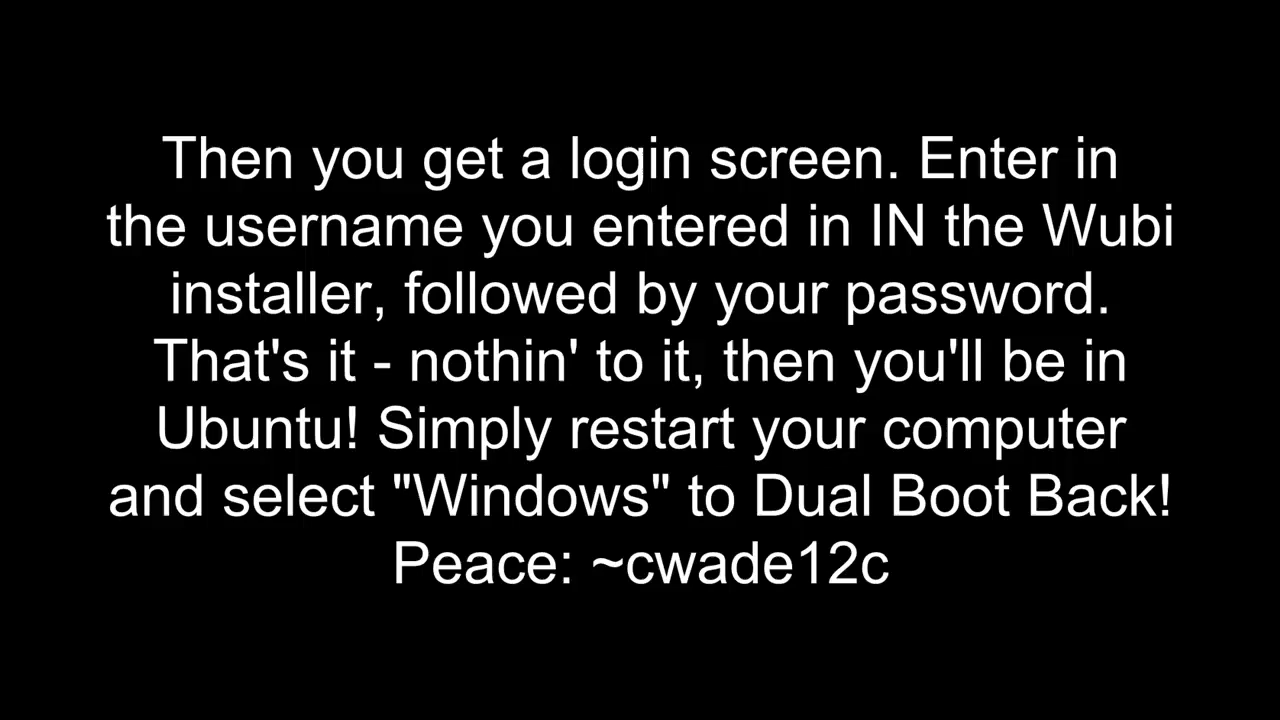 Then you get a login screen. Enter in
the username you entered in IN the Wubi
installer, followed by your password.
That's it - nothin' to it, then you'll be in
Ubuntu! Simply restart your computer
and select "Windows" to Dual Boot Back!
Peace: ~cwade12c